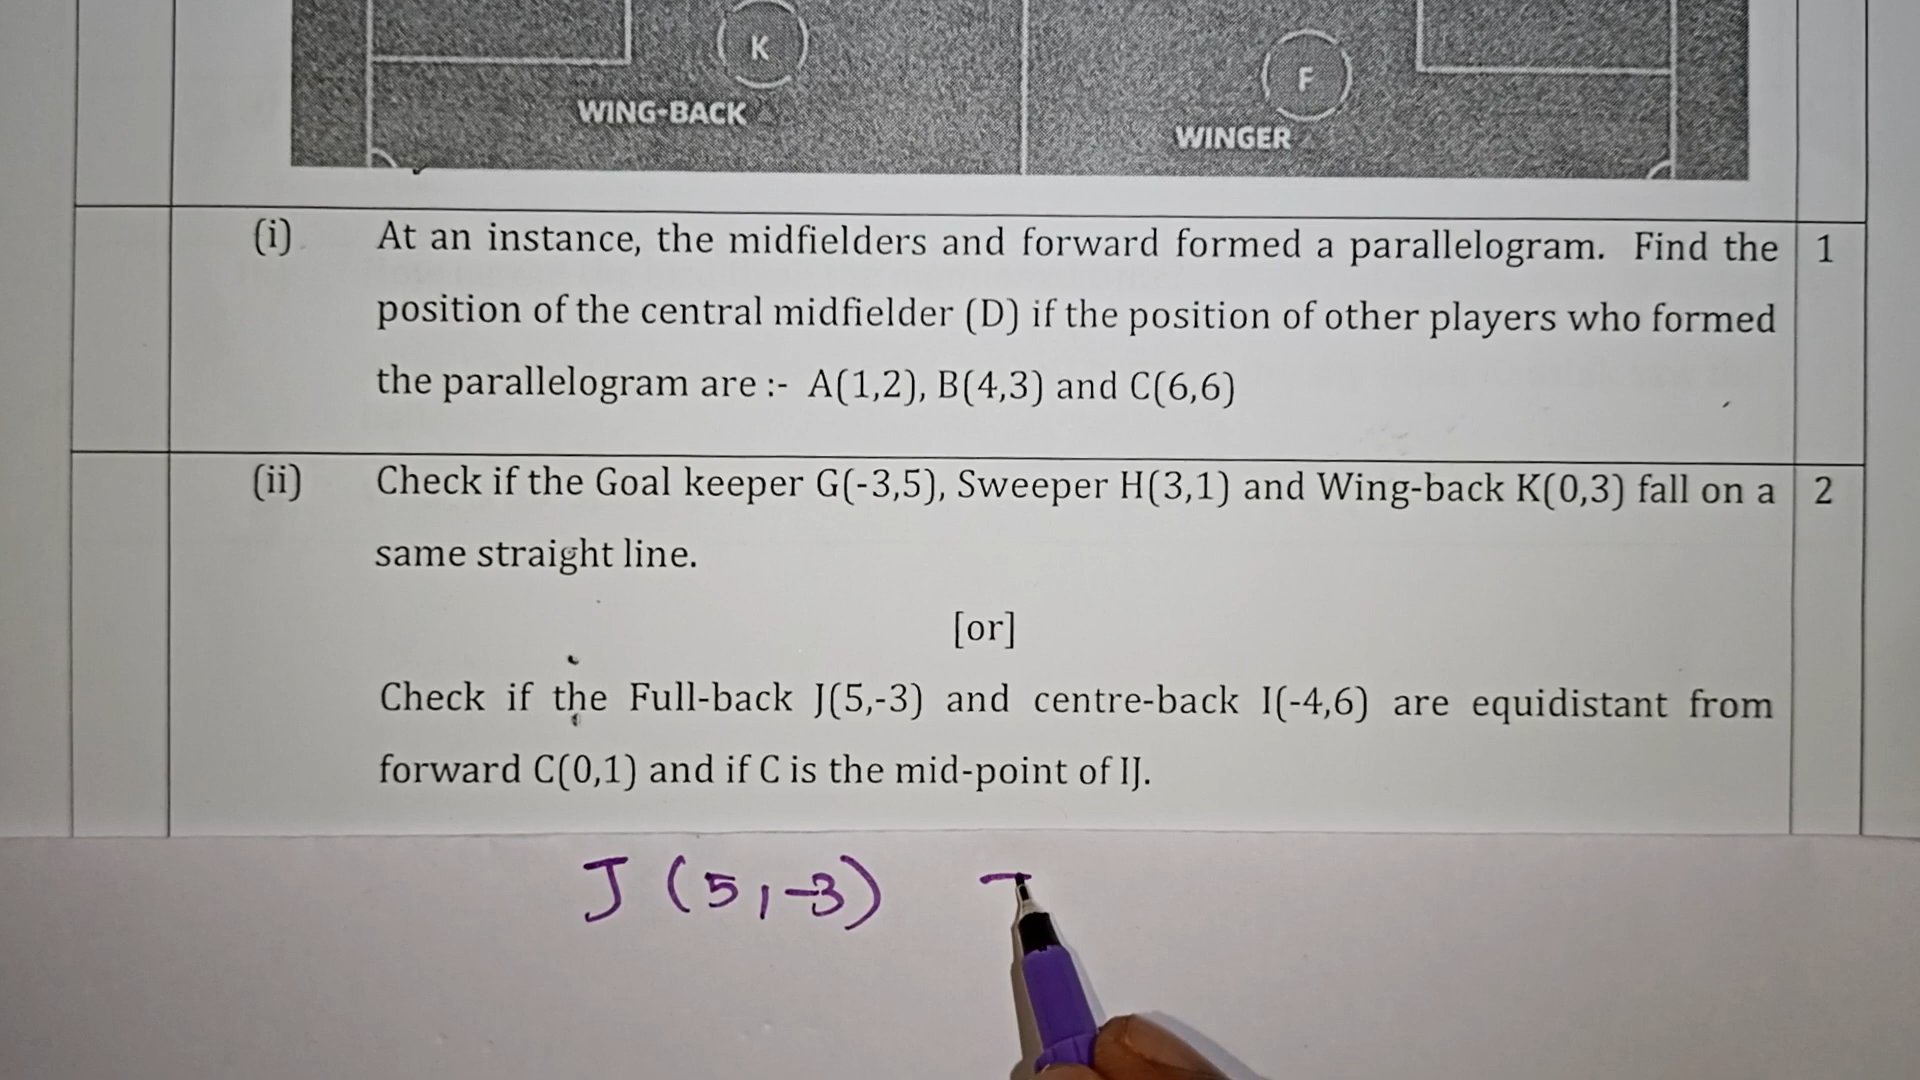 K
F
WING-BACK
WINGER
(i) At an instance, the midfielders and forward formed a parallelogram. Find the 1
position of the central midfielder (D) if the position of other players who formed
the parallelogram are :- A(1,2), B(4,3) and C(6,6)
(ii) Check if the Goal keeper G(-3,5), Sweeper H(3,1) and Wing-back K(0,3) fall on a 2
same straight line.
[or]
Check if the Full-back J(5,-3) and centre-back I(-4,6) are equidistant from
forward C(0,1) and if C is the mid-point of IJ.
J (5,-3)